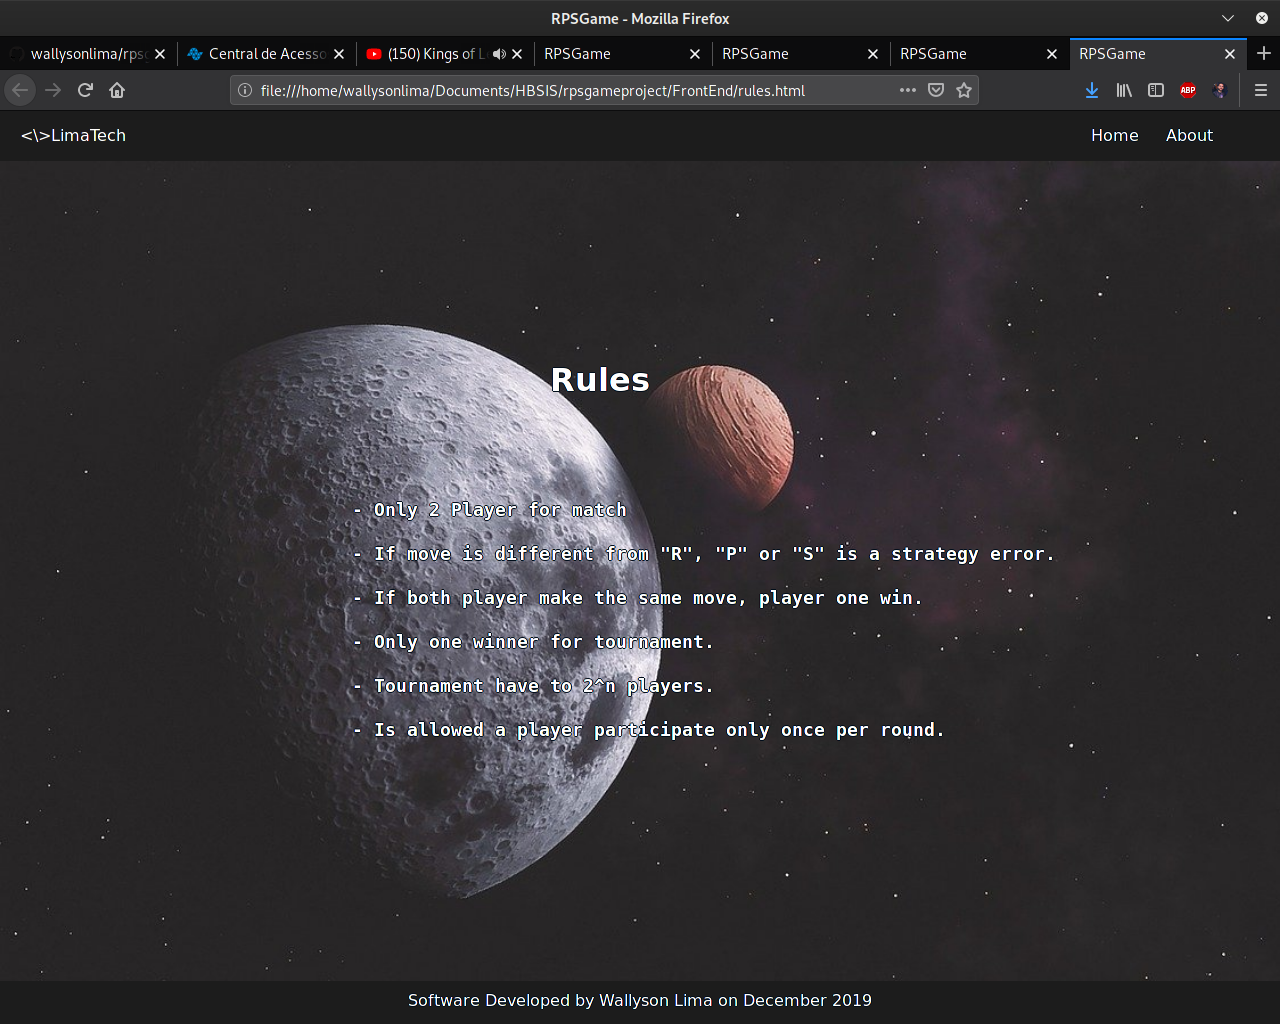 RPSGame - Mozilla Firefox
wallysonlima/rps
Central de Acesso
(150) Kings of L
RPSGame
RPSGame
RPSGame
RPSGame
file:///home/wallysonlima/Documents/HBSIS/rpsgameproject/FrontEnd/rules.html
ABP
<\>LimaTech
Home
About
Rules
- Only 2 Player for match
- If move is different from "R", "P" or "S" is a strategy error.
- If both player make the same move, player one win.
- Only one winner for tournament.
- Tournament have to 2^n players.
- Is allowed a player participate only once per round.
Software Developed by Wallyson Lima on December 2019